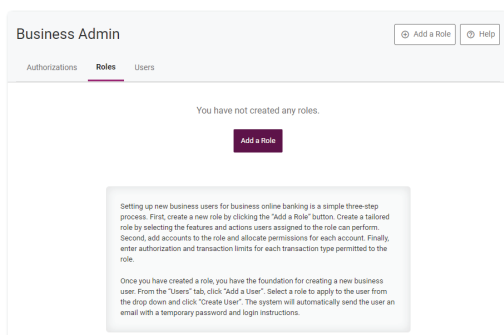 Business Admin
Add a Role
Help
Authorizations
Roles
Users
You have not created any roles.
Add a Role
Setting up new business users for business online banking is a simple three-step
process. First, create a new role by clicking the "Add a Role" button. Create a tailored
role by selecting the features and actions users assigned to the role can perform.
Second, add accounts to the role and allocate permissions for each account. Finally,
enter authorization and transaction limits for each transaction type permitted to the
role.
Once you have created a role, you have the foundation for creating a new business
user. From the "Users" tab, click "Add a User". Select a role to apply to the user from
the drop down and click "Create User". The system will automatically send the user an
email with a temporary password and login instructions.